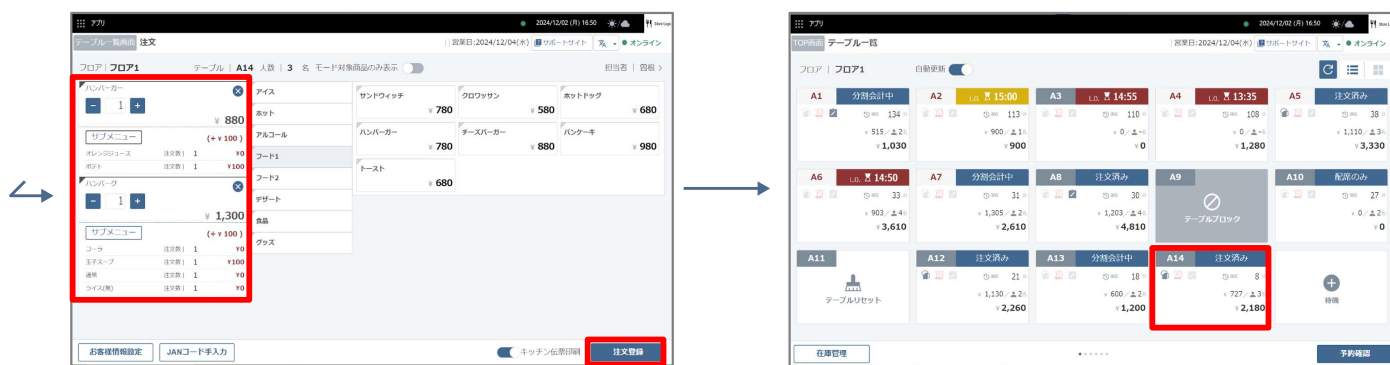 アプリ
2024/12/02 (月) 16:50
テーブル一覧画面 注文
営業日:2024/12/04(水) サポートサイト オンライン
フロア | フロア1 テーブル | A14 人数 | 3 名 モード対象商品のみ表示 担当者 | 曽根 >
ハンバーガー
- 1 +
¥ 880
サブメニュー (+ ¥ 100 )
オレンジジュース 注文数 | 1 ¥0
ポテト 注文数 | 1 ¥100
ハンバーグ
- 1 +
¥ 1,300
サブメニュー (+ ¥ 100 )
コーラ 注文数 | 1 ¥0
玉子スープ 注文数 | 1 ¥100
通常 注文数 | 1 ¥0
ライス(無) 注文数 | 1 ¥0
アイス
ホット
アルコール
フード1
フード2
デザート
食品
グッズ
サンドウィッチ
¥ 780
クロワッサン
¥ 580
ホットドッグ
¥ 680
ハンバーガー
¥ 780
チーズバーガー
¥ 880
パンケーキ
¥ 980
トースト
¥ 680
お客様情報設定 JANコード手入力 キッチン伝票印刷 注文登録
アプリ
2024/12/02 (月) 16:50
TOP画面 テーブル一覧
営業日:2024/12/04(水) サポートサイト オンライン
フロア | フロア1 自動更新
A1 分割会計中
134
¥ 515 / 2
¥ 1,030
A2 L.O. 15:00
113
¥ 900 / 1
¥ 900
A3 L.O. 14:55
110
¥ 0 /
¥ 0
A4 L.O. 13:35
108
¥ 0 /
¥ 1,280
A5 注文済み
38
¥ 1,110 / 3
¥ 3,330
A6 L.O. 14:50
33
¥ 903 / 4
¥ 3,610
A7 分割会計中
31
¥ 1,305 / 2
¥ 2,610
A8 注文済み
30
¥ 1,203 / 4
¥ 4,810
A9
テーブルブロック
A10 配席のみ
27
¥ 0 / 2
¥ 0
A11
テーブルリセット
A12 注文済み
21
¥ 1,130 / 2
¥ 2,260
A13 分割会計中
18
¥ 600 / 2
¥ 1,200
A14 注文済み
8
¥ 727 / 3
¥ 2,180
待機
在庫管理 予約確認